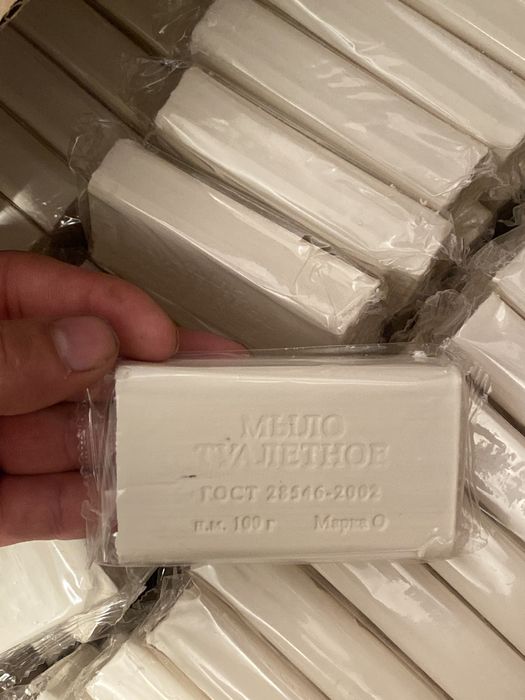 МЫЛО
ТУАЛЕТНОЕ
ГОСТ 28546-2002
п.м. 100 г Марка О